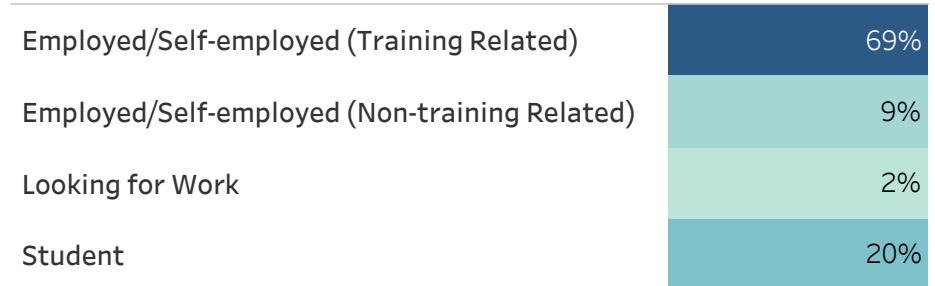 Employed/Self-employed (Training Related) 69%
Employed/Self-employed (Non-training Related) 9%
Looking for Work 2%
Student 20%